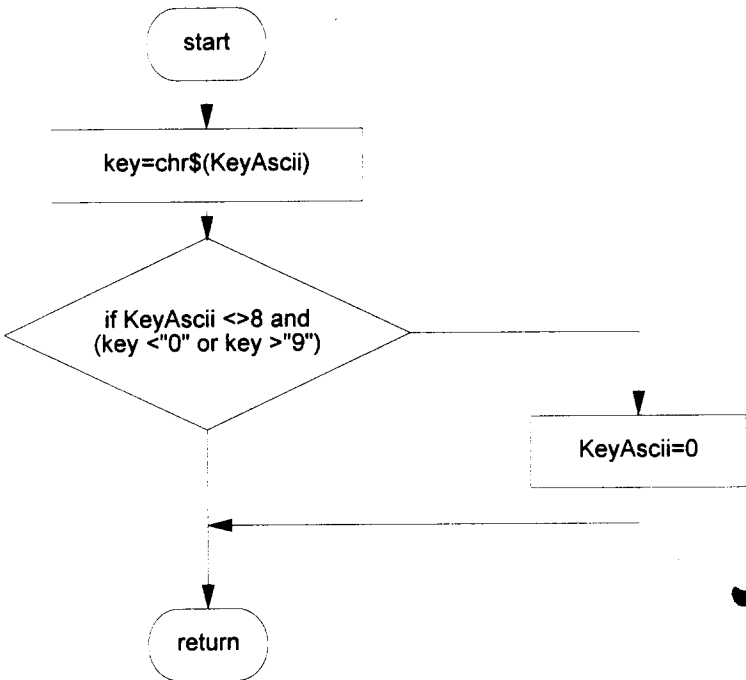 start
key=chr$(KeyAscii)
if KeyAscii <>8 and
(key <"0" or key >"9")
KeyAscii=0
return